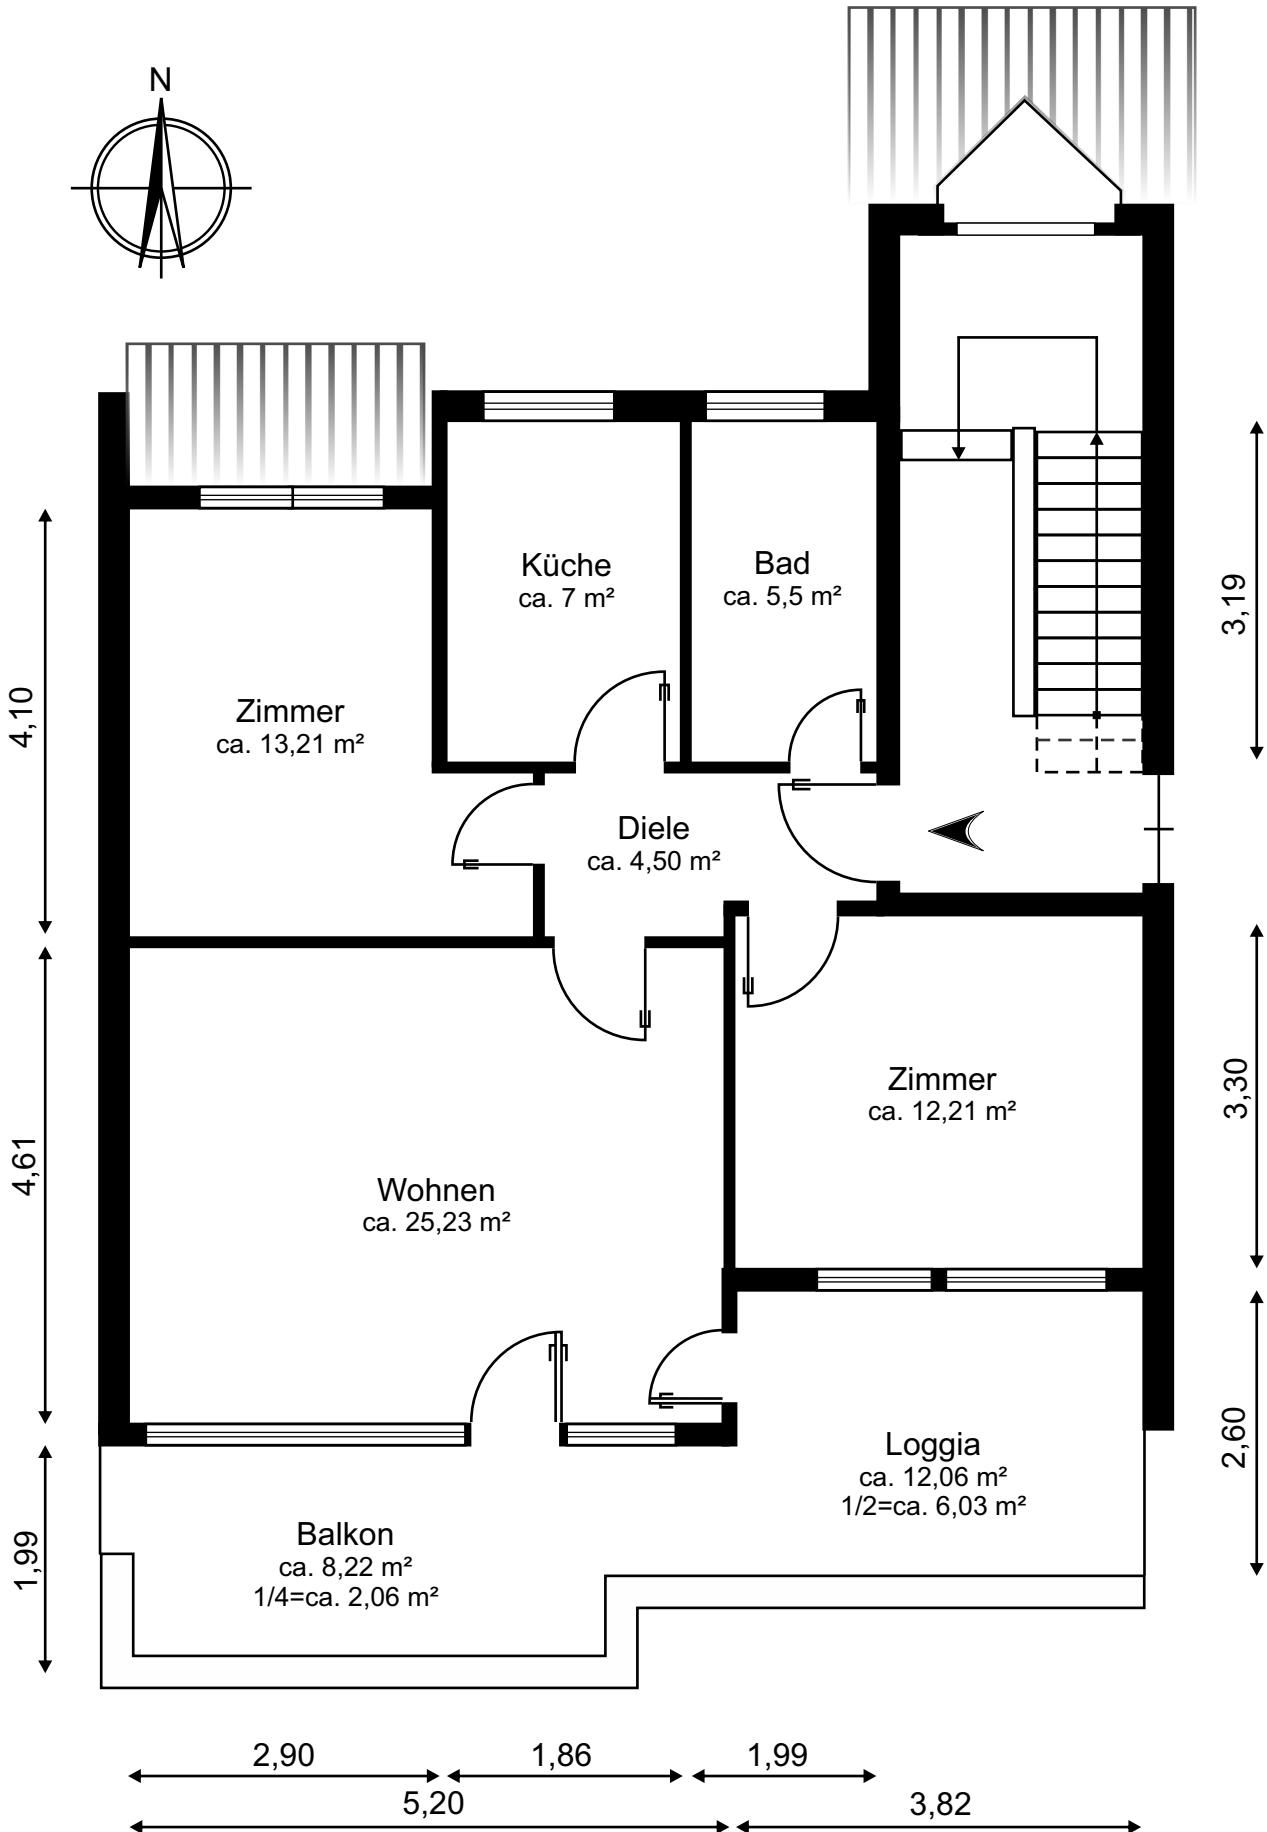 N
Küche
ca. 7 m²
Bad
ca. 5,5 m²
3,19
Zimmer
ca. 13,21 m²
4,10
Diele
ca. 4,50 m²
Zimmer
ca. 12,21 m²
3,30
Wohnen
ca. 25,23 m²
4,61
Loggia
ca. 12,06 m²
1/2=ca. 6,03 m²
2,60
Balkon
ca. 8,22 m²
1/4=ca. 2,06 m²
1,99
2,90
1,86
1,99
5,20
3,82